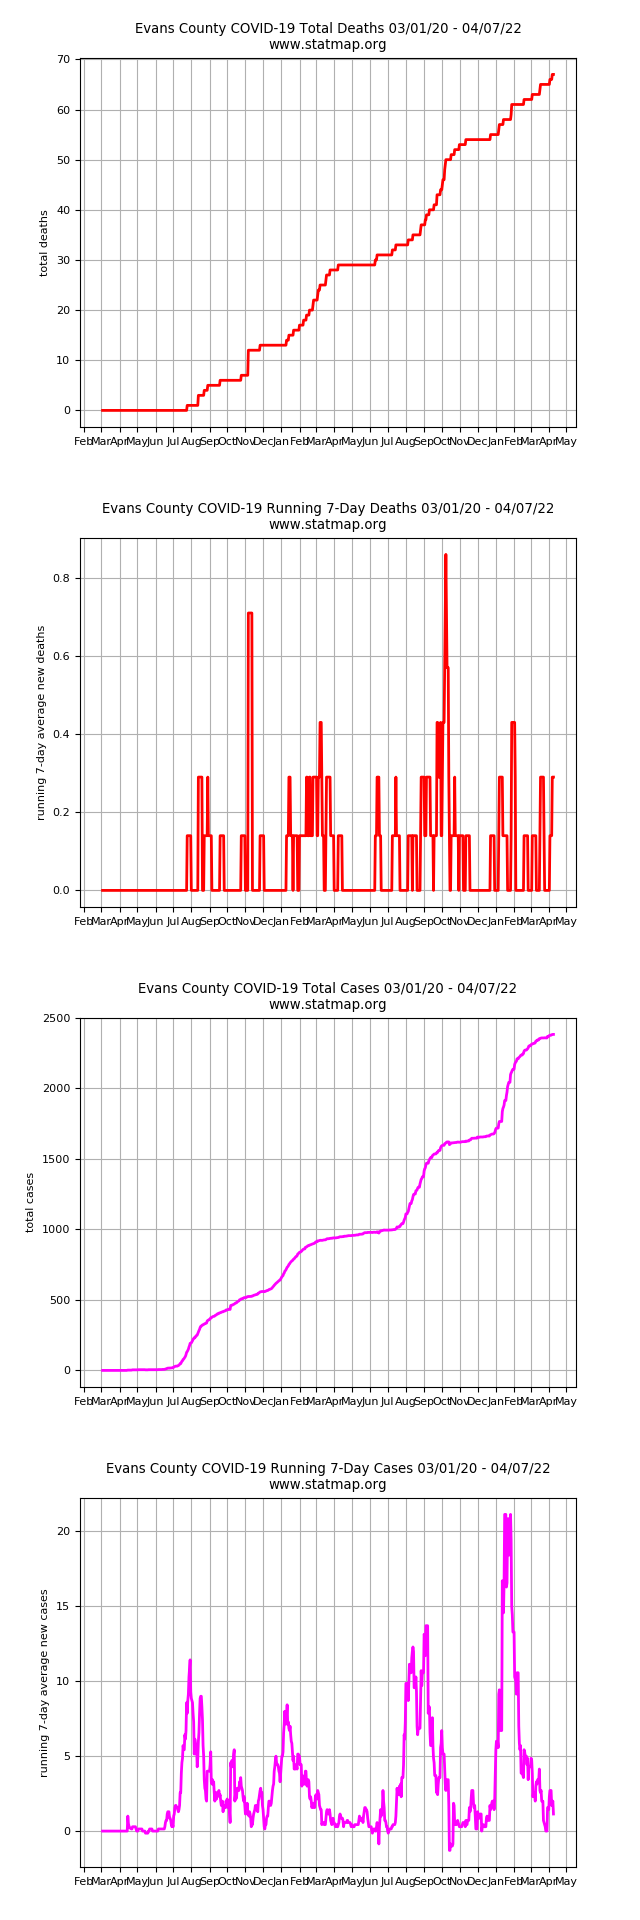 Evans County COVID-19 Total Deaths 03/01/20 - 04/07/22
www.statmap.org
70
60
50
40
30
20
10
0
total deaths
Feb Mar Apr May Jun Jul Aug Sep Oct Nov Dec Jan Feb Mar Apr May Jun Jul Aug Sep Oct Nov Dec Jan Feb Mar Apr May
Evans County COVID-19 Running 7-Day Deaths 03/01/20 - 04/07/22
www.statmap.org
0.8
0.6
0.4
0.2
0.0
running 7-day average new deaths
Feb Mar Apr May Jun Jul Aug Sep Oct Nov Dec Jan Feb Mar Apr May Jun Jul Aug Sep Oct Nov Dec Jan Feb Mar Apr May
Evans County COVID-19 Total Cases 03/01/20 - 04/07/22
www.statmap.org
2500
2000
1500
1000
500
0
total cases
Feb Mar Apr May Jun Jul Aug Sep Oct Nov Dec Jan Feb Mar Apr May Jun Jul Aug Sep Oct Nov Dec Jan Feb Mar Apr May
Evans County COVID-19 Running 7-Day Cases 03/01/20 - 04/07/22
www.statmap.org
20
15
10
5
0
running 7-day average new cases
Feb Mar Apr May Jun Jul Aug Sep Oct Nov Dec Jan Feb Mar Apr May Jun Jul Aug Sep Oct Nov Dec Jan Feb Mar Apr May